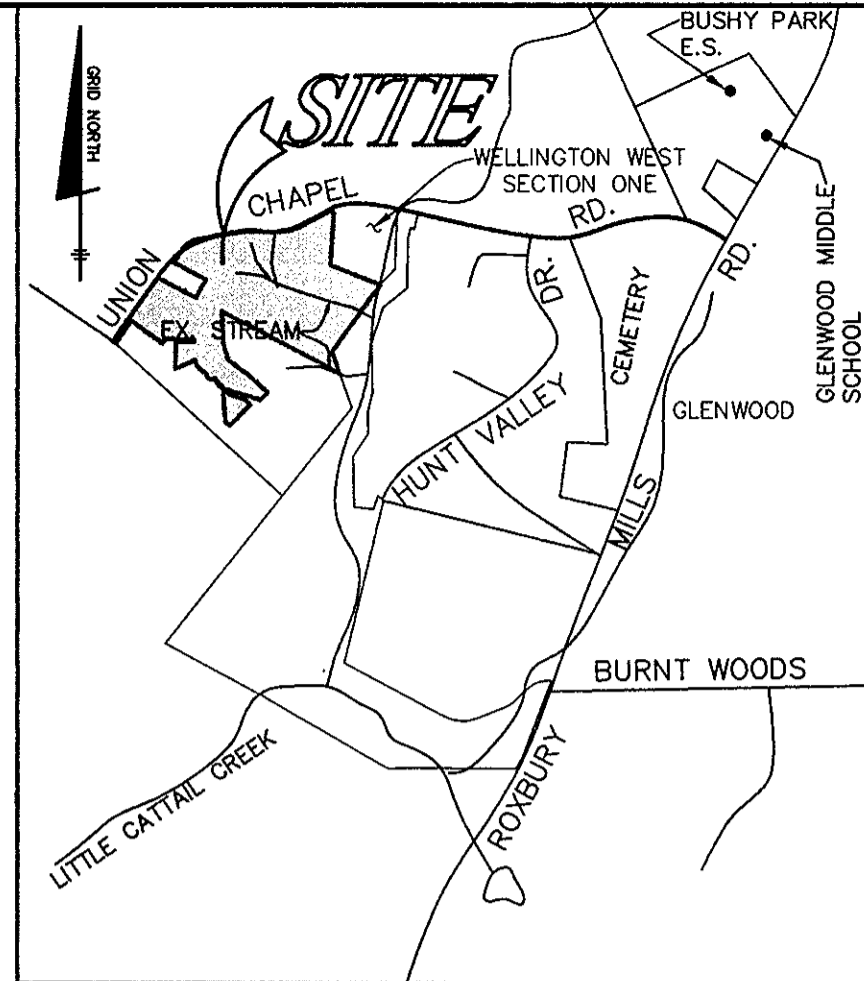 BUSHY PARK
E.S.
GRID NORTH
SITE
WELLINGTON WEST
SECTION ONE
UNION CHAPEL RD.
GLENWOOD MIDDLE
SCHOOL
EX. STREAM
HUNT VALLEY DR.
CEMETERY
GLENWOOD
ROXBURY MILLS RD.
BURNT WOODS
LITTLE CATTAIL CREEK